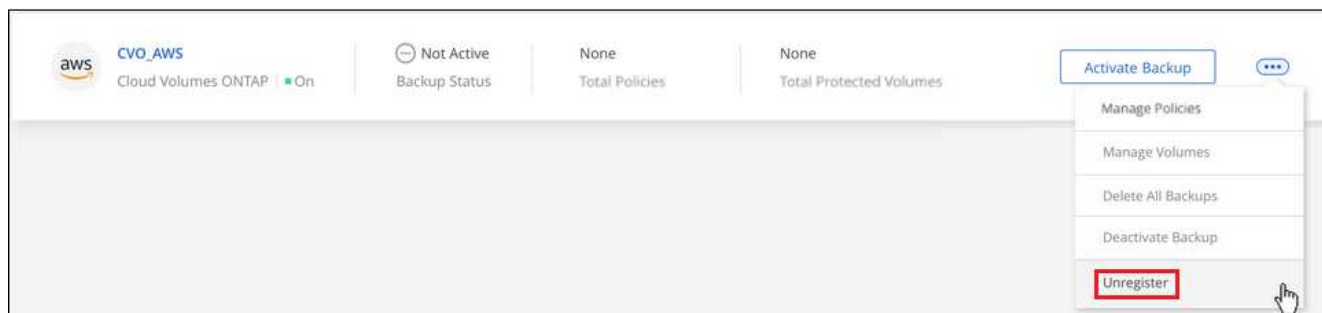 aws
CVO_AWS
Cloud Volumes ONTAP
On
Not Active
Backup Status
None
Total Policies
None
Total Protected Volumes
Activate Backup
Manage Policies
Manage Volumes
Delete All Backups
Deactivate Backup
Unregister